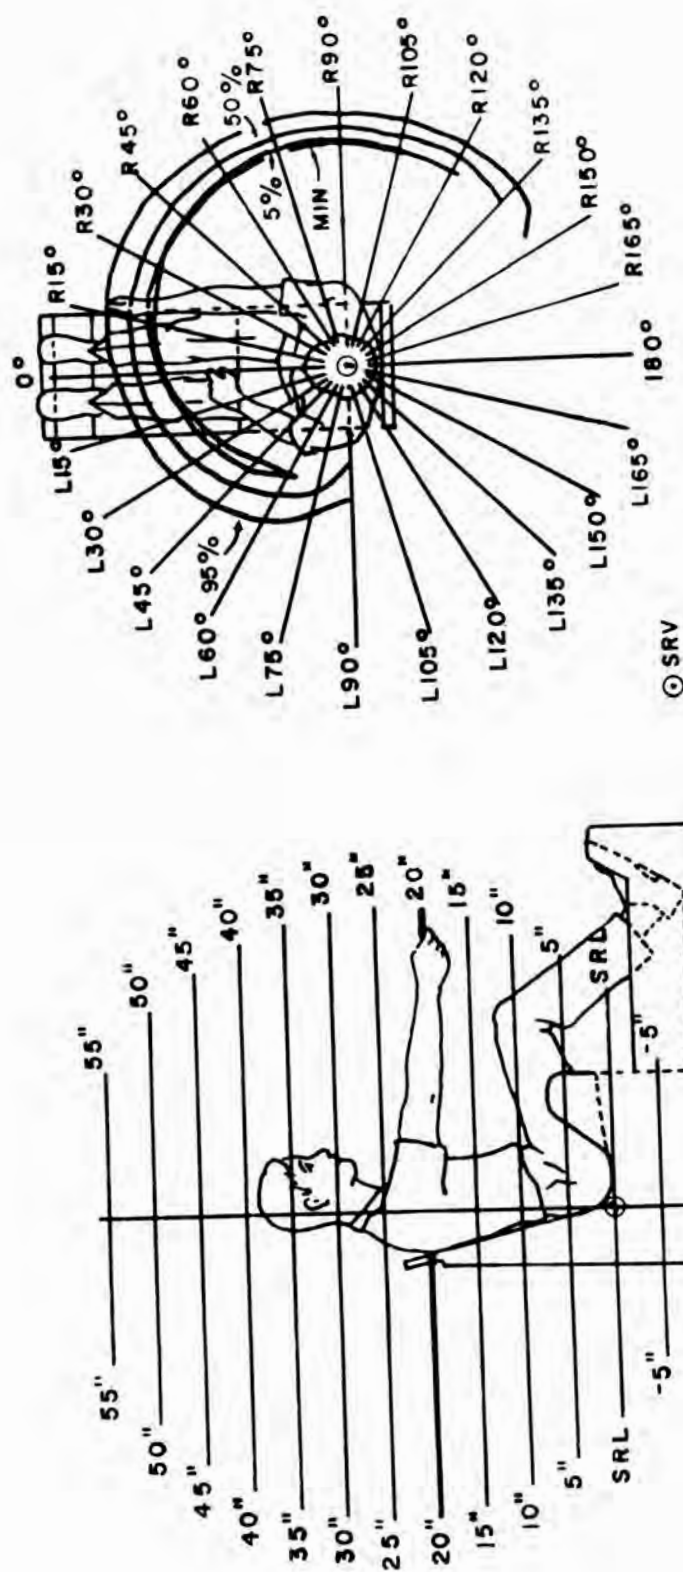 0°
R15°
R30°
R45°
R60°
50%
R75°
5%
R90°
MIN
R105°
R120°
R135°
R150°
R165°
180°
L165°
L150°
L135°
L120°
L105°
L90°
L75°
L60°
95%
L45°
L30°
L15°
SRV
55" 55"
50" 50"
45" 45"
40" 40"
35" 35"
30" 30"
25" 25"
20" 20"
15" 15"
10" 10"
5" 5"
SRL SRL
-5" -5"